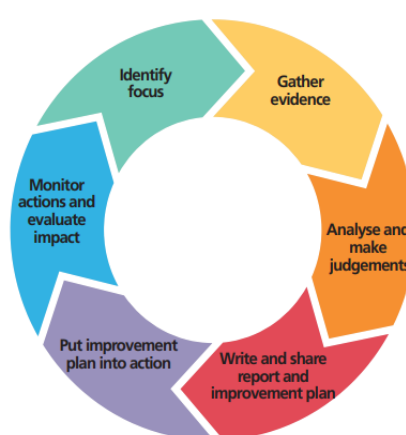 Identify
focus
Gather
evidence
Analyse and
make
judgements
Write and share
report and
improvement plan
Put improvement
plan into action
Monitor
actions and
evaluate
impact